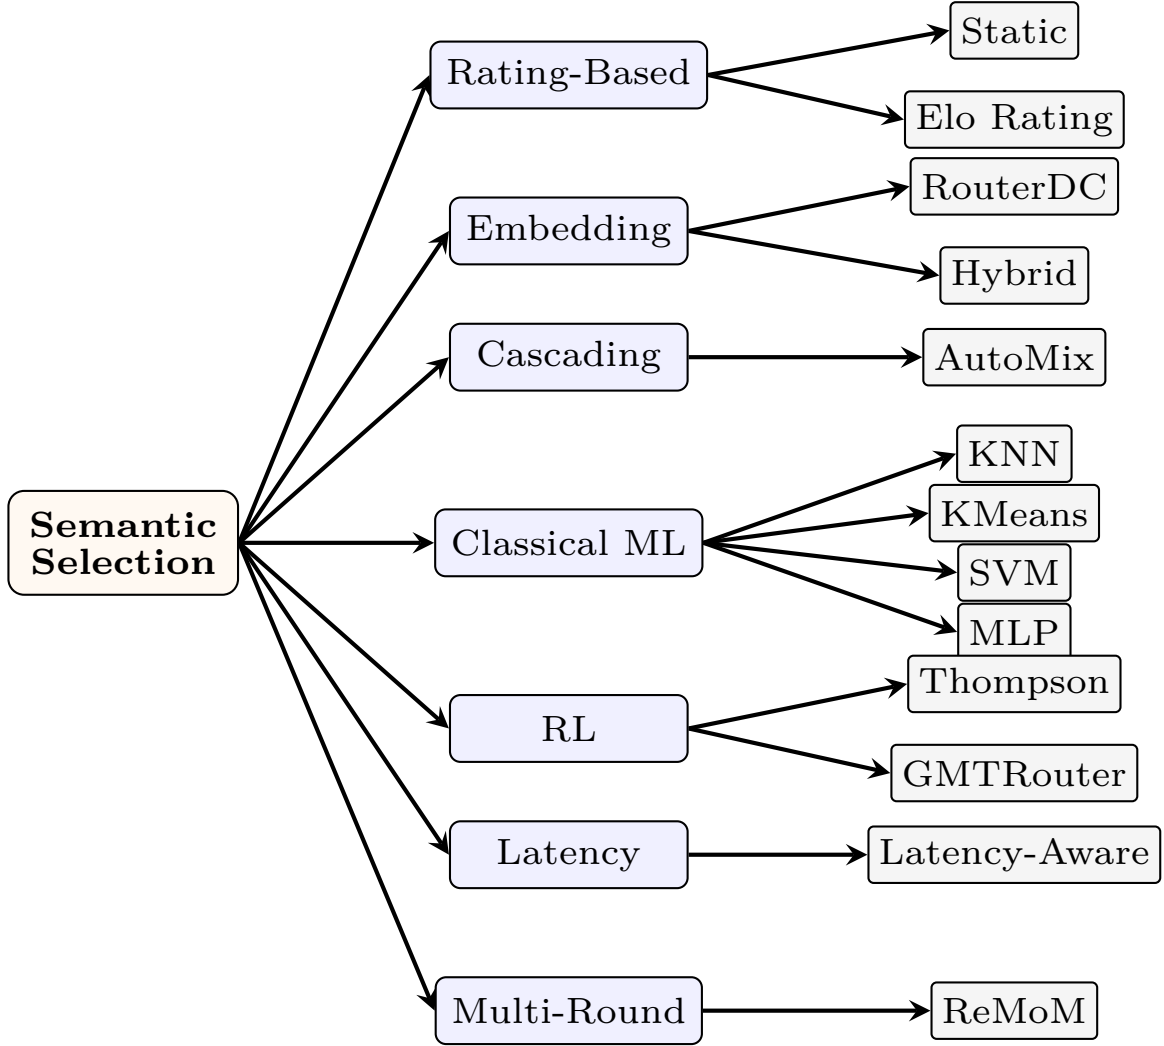 Semantic
Selection
Rating-Based
Static
Elo Rating
Embedding
RouterDC
Hybrid
Cascading
AutoMix
Classical ML
KNN
KMeans
SVM
MLP
RL
Thompson
GMTRouter
Latency
Latency-Aware
Multi-Round
ReMoM